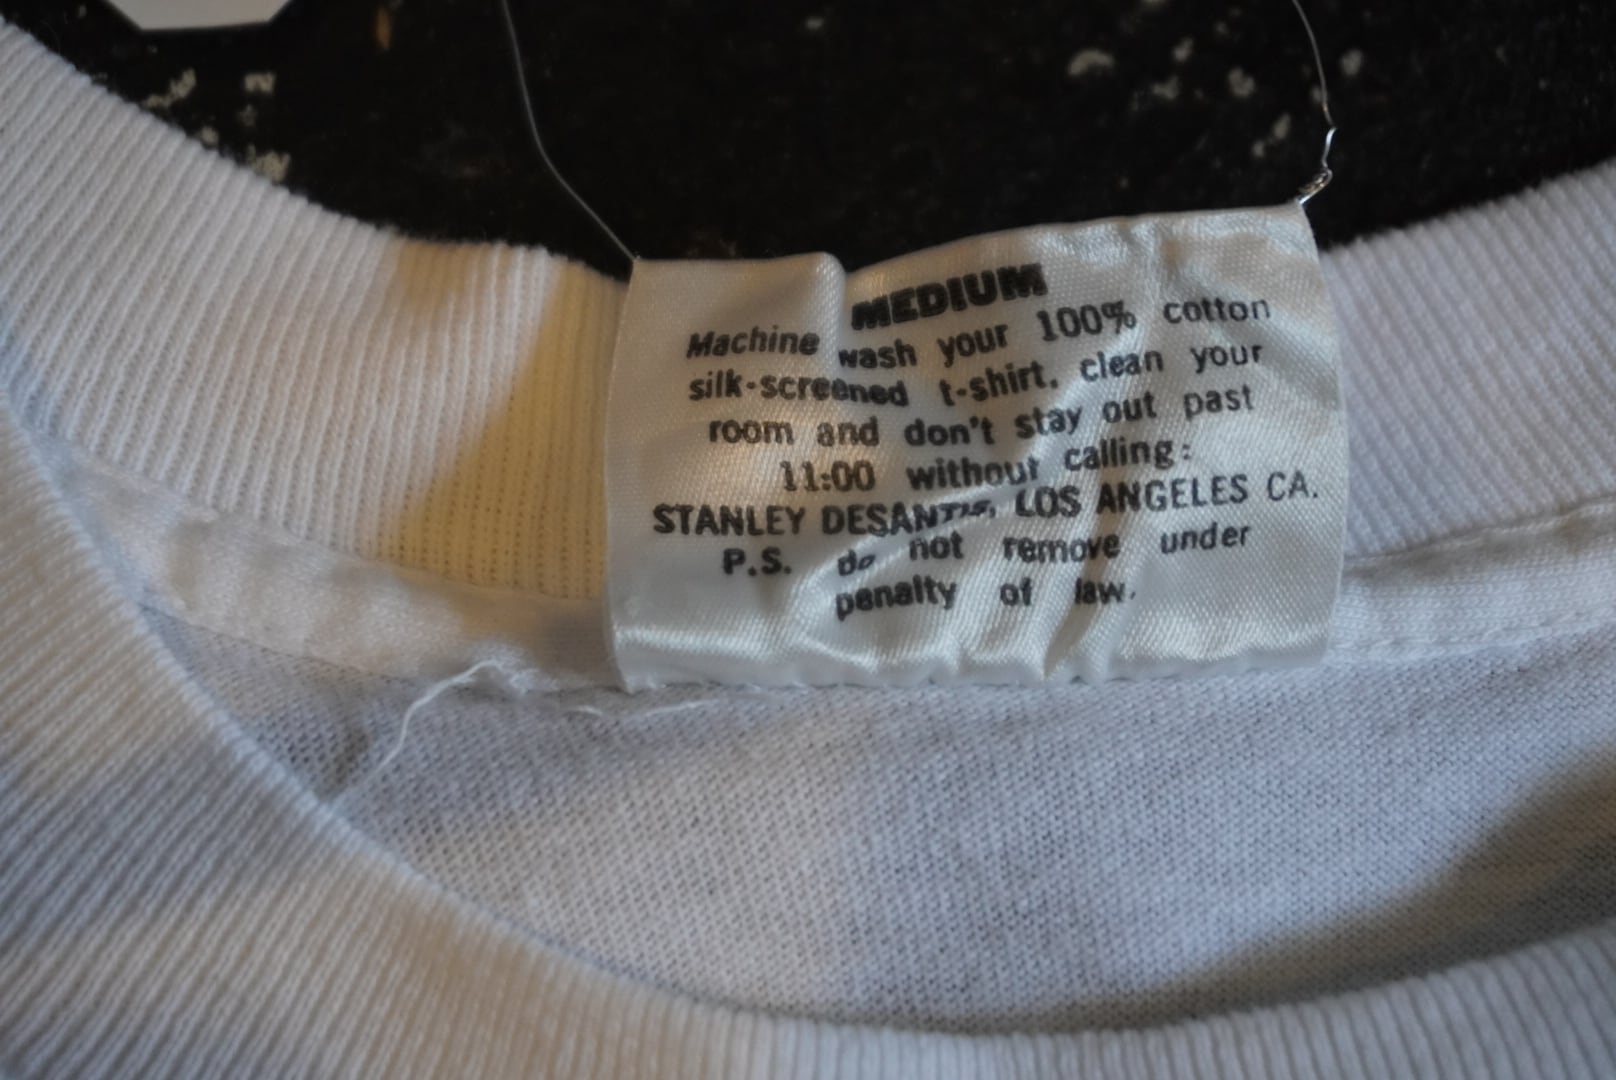 MEDIUM
Machine wash your 100% cotton
silk-screened t-shirt. clean your
room and don't stay out past
11:00 without calling:
STANLEY DESANTIS, LOS ANGELES CA.
P.S. do not remove under
penalty of law.